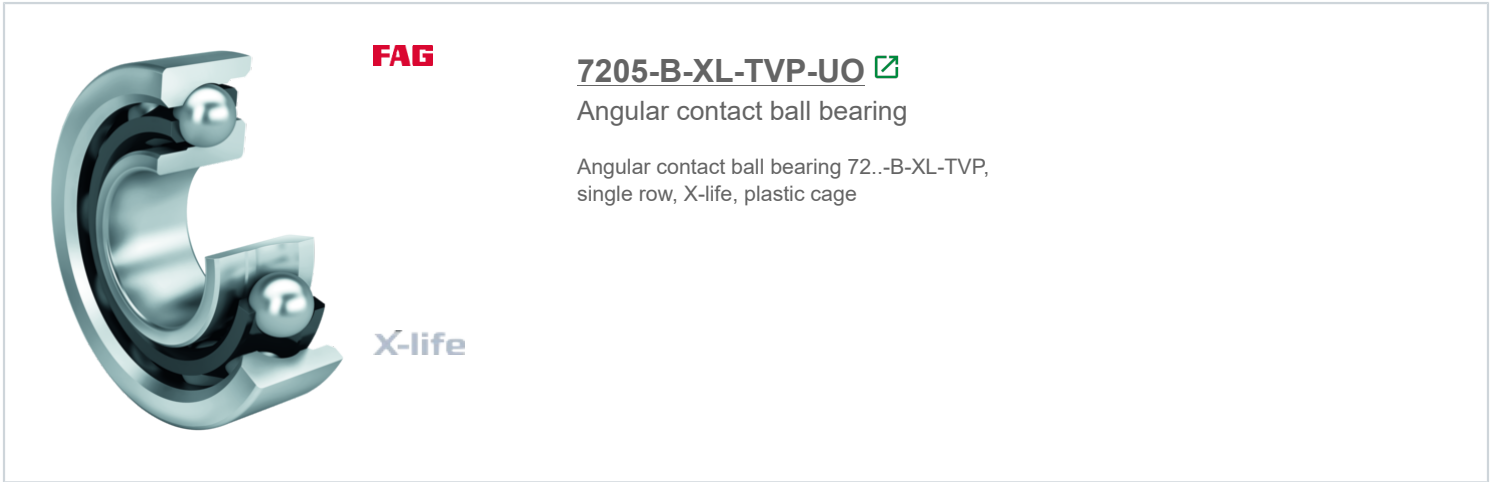 FAG
7205-B-XL-TVP-UO
Angular contact ball bearing
Angular contact ball bearing 72..-B-XL-TVP,
single row, X-life, plastic cage
X-life